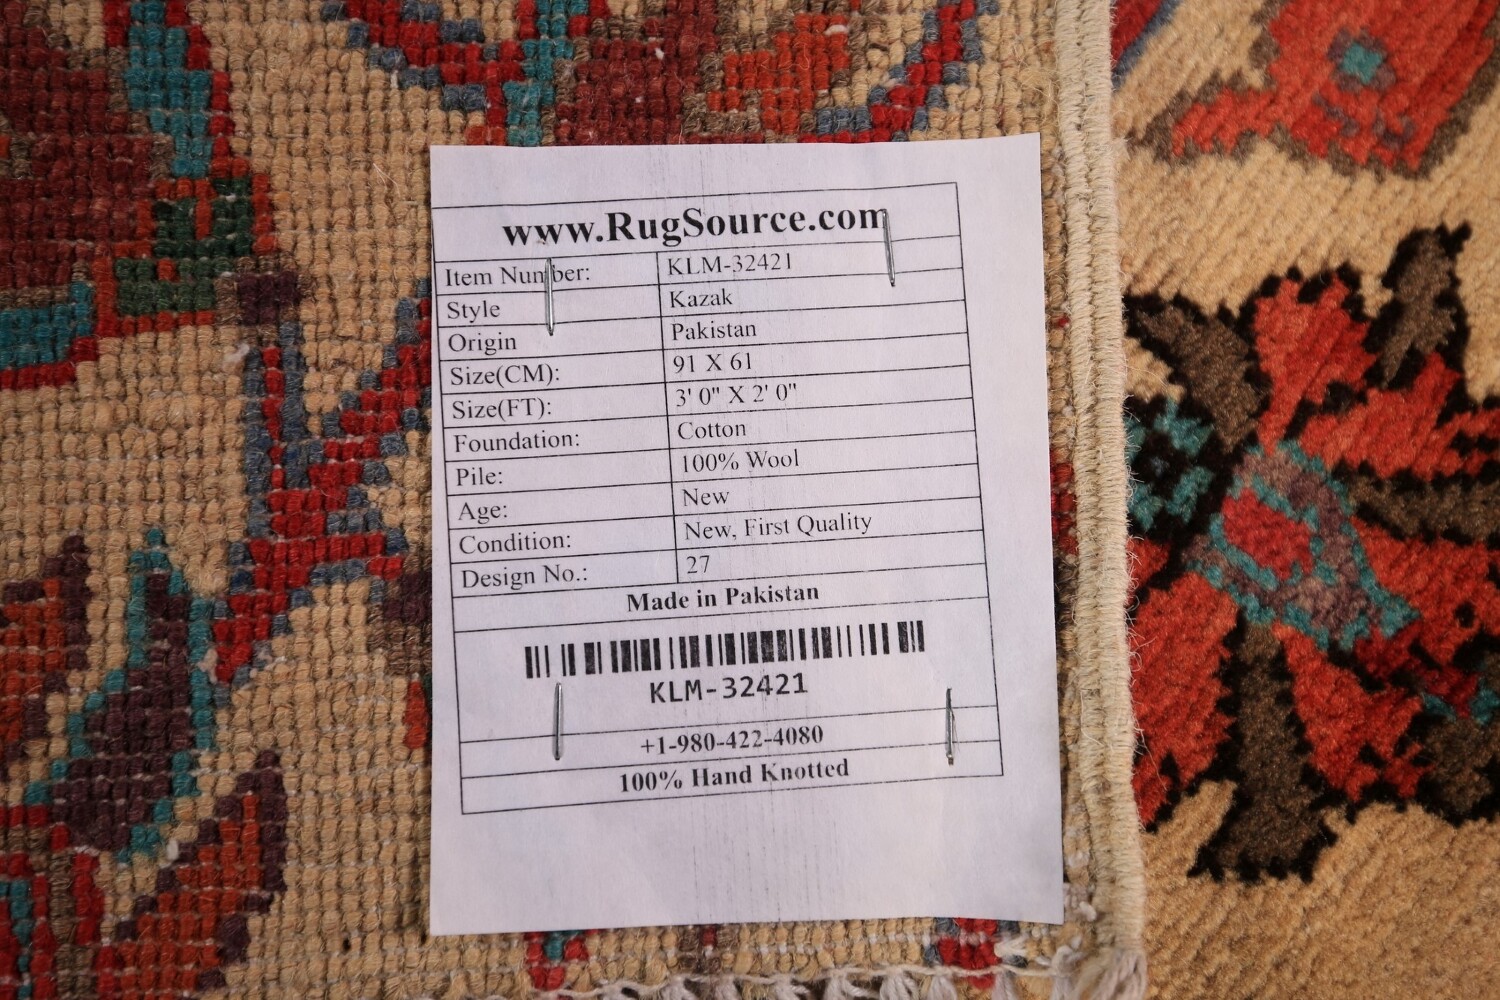 www.RugSource.com
Item Number: KLM-32421
Style Kazak
Origin Pakistan
Size(CM): 91 X 61
Size(FT): 3' 0" X 2' 0"
Foundation: Cotton
Pile: 100% Wool
Age: New
Condition: New, First Quality
Design No.: 27
Made in Pakistan
KLM-32421
+1-980-422-4080
100% Hand Knotted